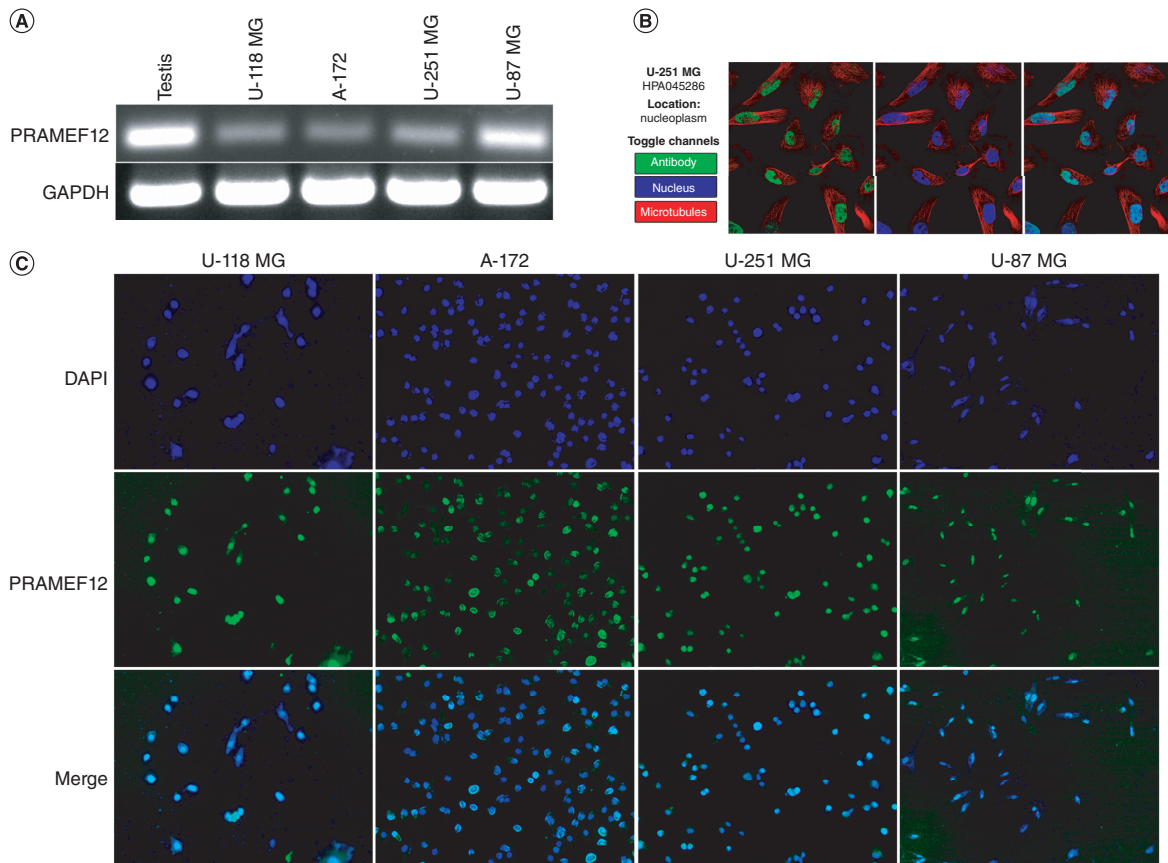 A
Testis
U-118 MG
A-172
U-251 MG
U-87 MG
PRAMEF12
GAPDH
B
U-251 MG
HPA045286
Location:
nucleoplasm
Toggle channels
Antibody
Nucleus
Microtubules
C
U-118 MG
A-172
U-251 MG
U-87 MG
DAPI
PRAMEF12
Merge